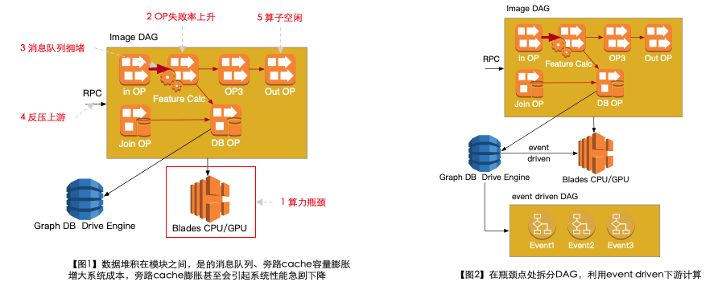 2 OP失败率上升
5 算子空闲
Image DAG
3 消息队列拥堵
in OP
Feature Calc
OP3
Out OP
RPC
4 反压上游
Join OP
DB OP
Graph DB Drive Engine
Blades CPU/GPU
1 算力瓶颈
【图1】数据堆积在模块之间，是的消息队列、旁路cache容量膨胀
增大系统成本，旁路cache膨胀甚至会引起系统性能急剧下降
Image DAG
in OP
Feature Calc
OP3
Out OP
RPC
Join OP
DB OP
event
driven
Graph DB Drive Engine
Blades CPU/GPU
event driven DAG
Event1
Event2
Event3
【图2】在瓶颈点处拆分DAG，利用event driven下游计算